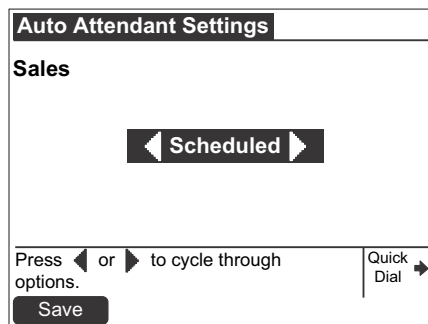 Auto Attendant Settings
Sales
Scheduled
Press ◀ or ▶ to cycle through
options.
Quick
Dial
Save